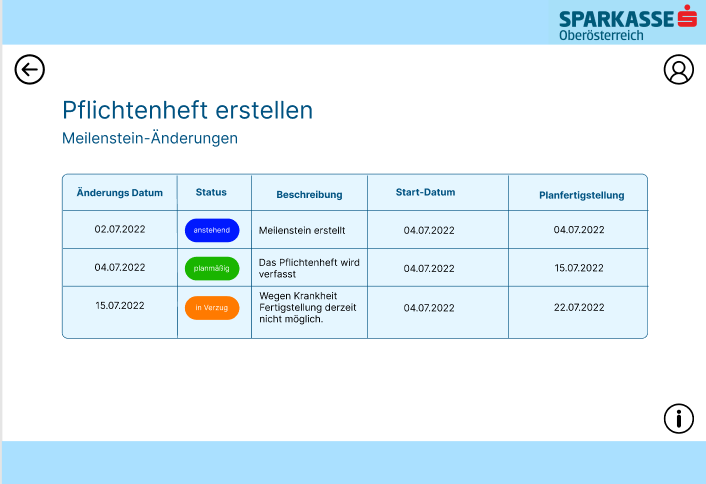 SPARKASSE
Oberösterreich
Pflichtenheft erstellen
Meilenstein-Änderungen
Änderungs Datum Status Beschreibung Start-Datum Planfertigstellung
02.07.2022 anstehend Meilenstein erstellt 04.07.2022 04.07.2022
04.07.2022 planmäßig Das Pflichtenheft wird 04.07.2022 15.07.2022
verfasst
15.07.2022 in Verzug Wegen Krankheit 04.07.2022 22.07.2022
Fertigstellung derzeit
nicht möglich.